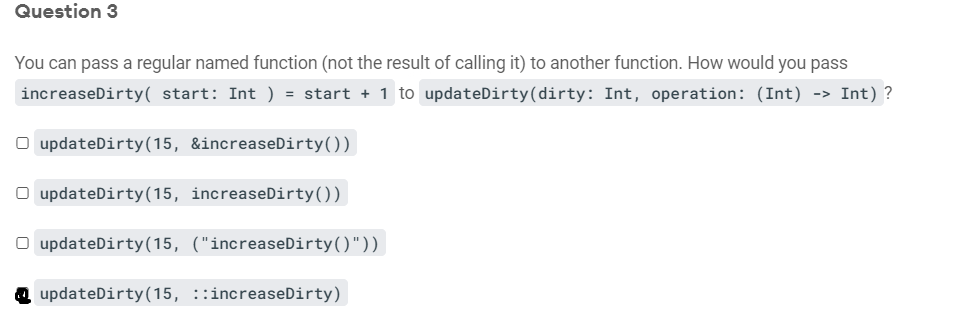 Question 3
You can pass a regular named function (not the result of calling it) to another function. How would you pass
increaseDirty( start: Int ) = start + 1 to updateDirty(dirty: Int, operation: (Int) -> Int) ?
updateDirty(15, &increaseDirty())
updateDirty(15, increaseDirty())
updateDirty(15, ("increaseDirty()"))
updateDirty(15, ::increaseDirty)